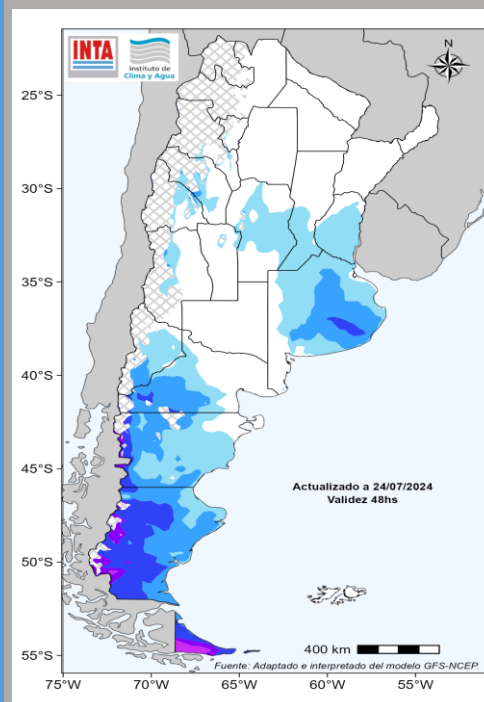 INTA
Instituto de
Clima y Agua
N
25°S
30°S
35°S
40°S
45°S
50°S
55°S
Actualizado a 24/07/2024
Validez 48hs
400 km
Fuente: Adaptado e interpretado del modelo GFS-NCEP.
75°W
70°W
65°W
60°W
55°W